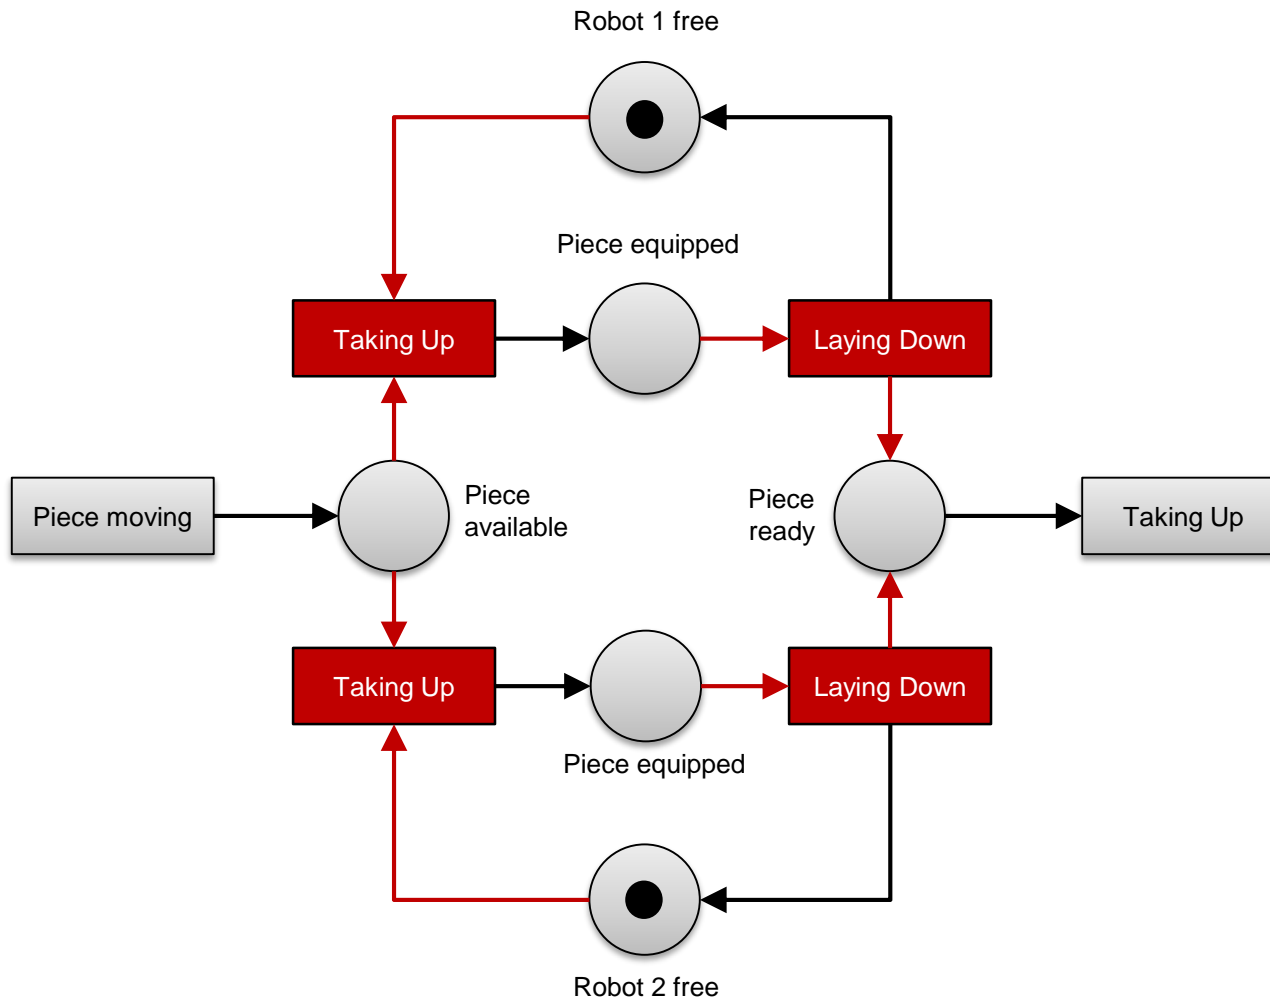 Robot 1 free
Piece equipped
Taking Up
Laying Down
Piece moving
Piece
available
Piece
ready
Taking Up
Taking Up
Laying Down
Piece equipped
Robot 2 free